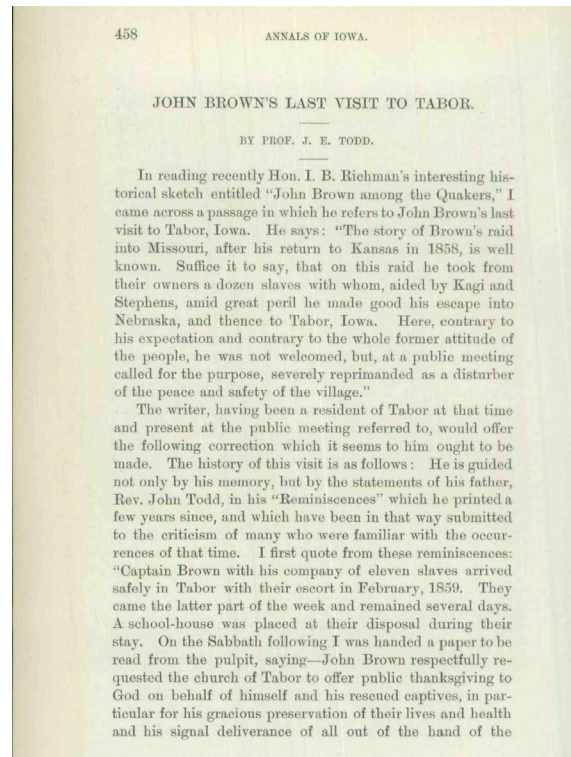 458
ANNALS OF IOWA.
JOHN BROWN'S LAST VISIT TO TABOR.
BY PROF. J. E. TODD.
In reading recently Hon. I. B. Richman's interesting his-
torical sketch entitled "John Brown among the Quakers," I
came across a passage in which he refers to John Brown's last
visit to Tabor, Iowa. He says: "The story of Brown's raid
into Missouri, after his return to Kansas in 1858, is well
known. Suffice it to say, that on this raid he took from
their owners a dozen slaves with whom, aided by Kagi and
Stephens, amid great peril he made good his escape into
Nebraska, and thence to Tabor, Iowa. Here, contrary to
his expectation and contrary to the whole former attitude of
the people, he was not welcomed, but, at a public meeting
called for the purpose, severely reprimanded as a disturber
of the peace and safety of the village."
The writer, having been a resident of Tabor at that time
and present at the public meeting referred to, would offer
the following correction which it seems to him ought to be
made. The history of this visit is as follows: He is guided
not only by his memory, but by the statements of his father,
Rev. John Todd, in his "Reminiscences" which he printed a
few years since, and which have been in that way submitted
to the criticism of many who were familiar with the occur-
rences of that time. I first quote from these reminiscences:
"Captain Brown with his company of eleven slaves arrived
safely in Tabor with their escort in February, 1859. They
came the latter part of the week and remained several days.
A school-house was placed at their disposal during their
stay. On the Sabbath following I was handed a paper to be
read from the pulpit, saying—John Brown respectfully re-
quested the church of Tabor to offer public thanksgiving to
God on behalf of himself and his rescued captives, in par-
ticular for his gracious preservation of their lives and health
and his signal deliverance of all out of the hand of the